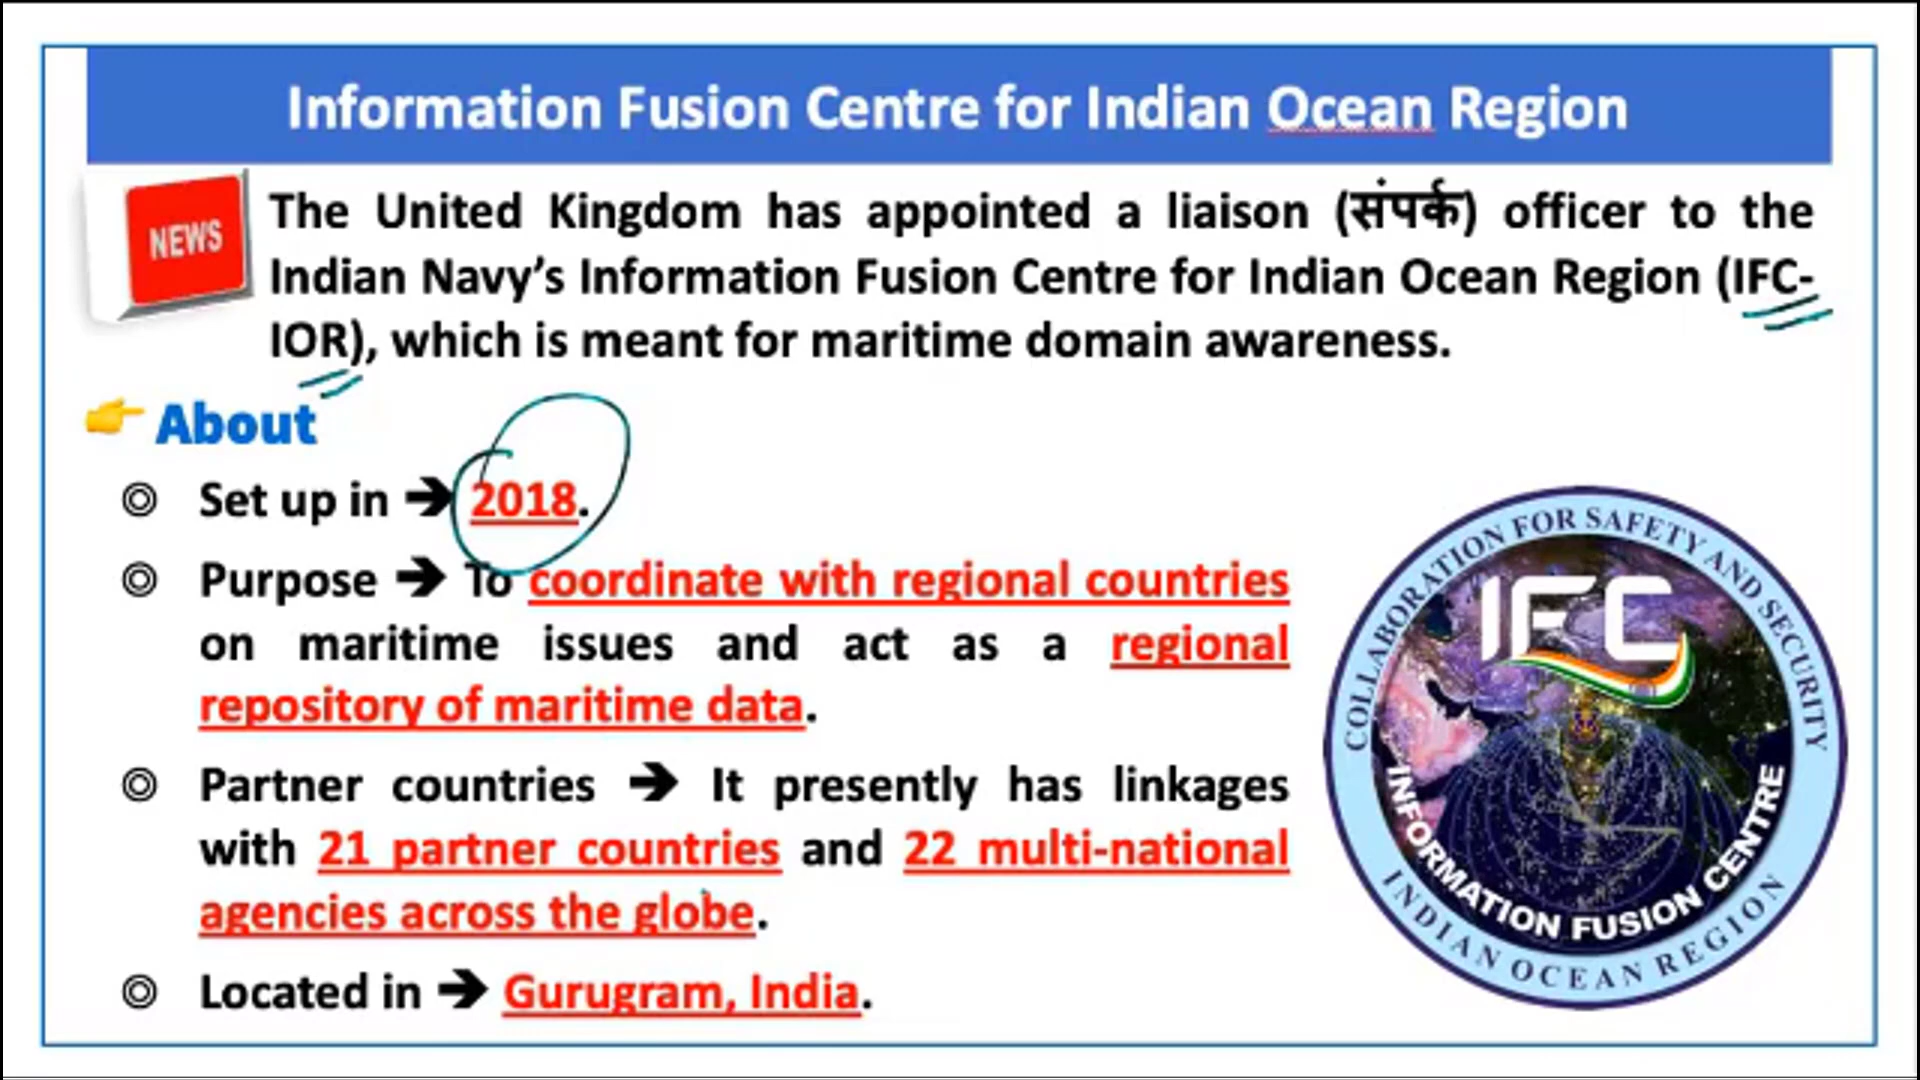 Information Fusion Centre for Indian Ocean Region
NEWS
The United Kingdom has appointed a liaison (संपर्क) officer to the
Indian Navy’s Information Fusion Centre for Indian Ocean Region (IFC-
IOR), which is meant for maritime domain awareness.
About
Set up in ➔ 2018.
Purpose ➔ To coordinate with regional countries
on maritime issues and act as a regional
repository of maritime data.
Partner countries ➔ It presently has linkages
with 21 partner countries and 22 multi-national
agencies across the globe.
Located in ➔ Gurugram, India.
COLLABORATION FOR SAFETY AND SECURITY
IFC
INFORMATION FUSION CENTRE
INDIAN OCEAN REGION